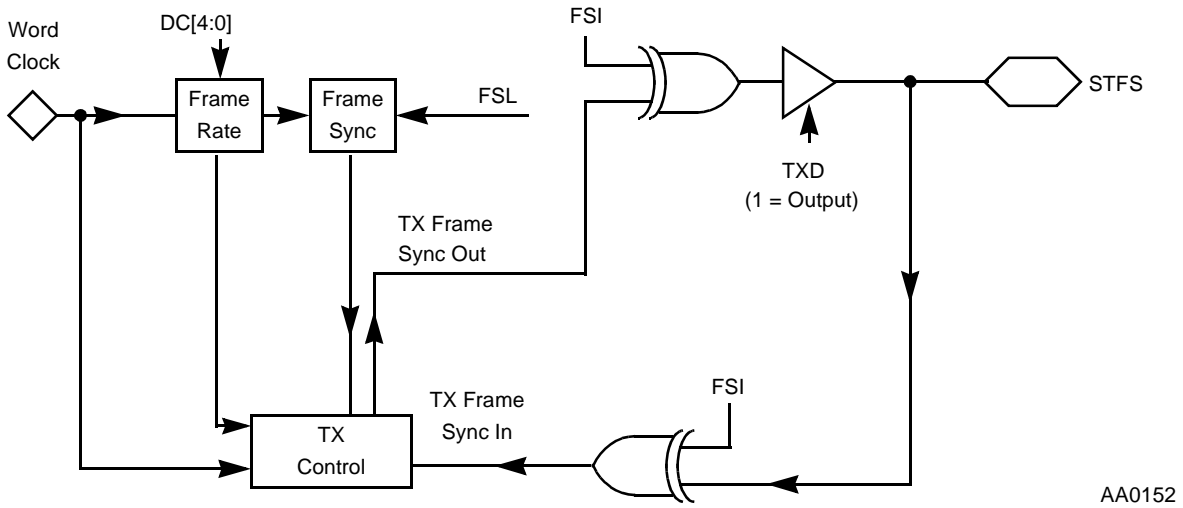 Word
Clock
DC[4:0]
Frame
Rate
Frame
Sync
FSL
FSI
STFS
TXD
(1 = Output)
TX Frame
Sync Out
TX
Control
TX Frame
Sync In
FSI
AA0152